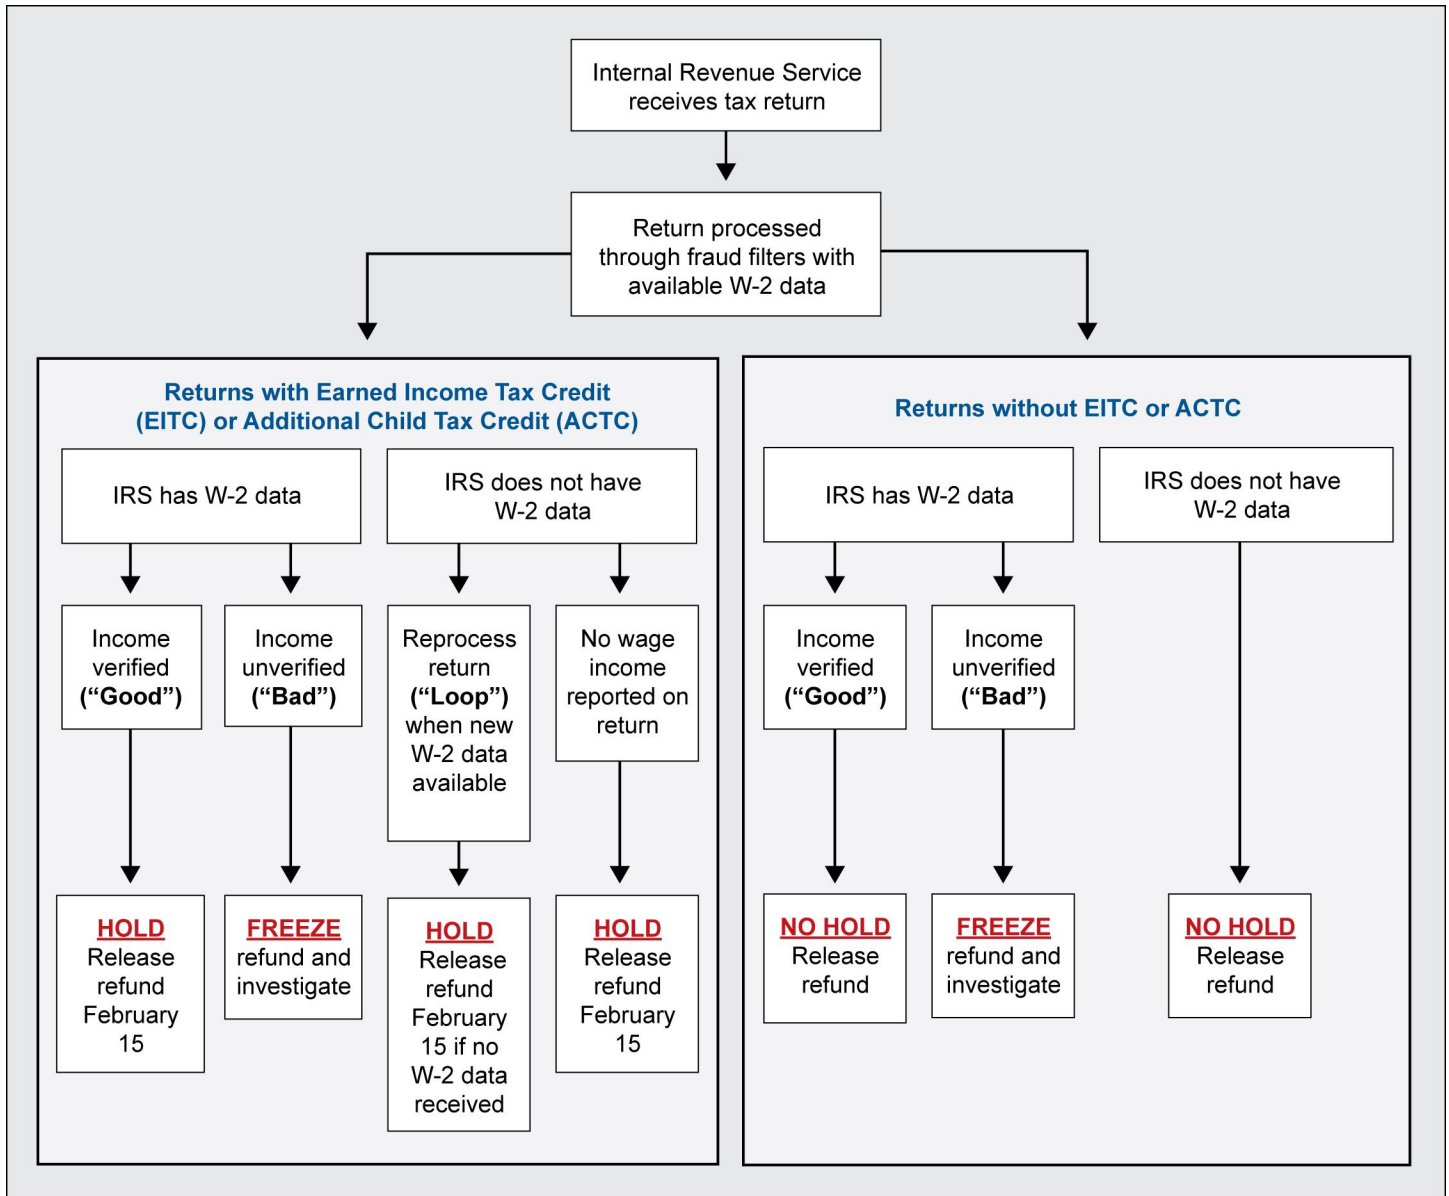 Internal Revenue Service
receives tax return
Return processed
through fraud filters with
available W-2 data
Returns with Earned Income Tax Credit
(EITC) or Additional Child Tax Credit (ACTC)
IRS has W-2 data
IRS does not have
W-2 data
Income
verified
(“Good”)
Income
unverified
(“Bad”)
Reprocess
return
(“Loop”)
when new
W-2 data
available
No wage
income
reported on
return
HOLD
Release
refund
February
15
FREEZE
refund and
investigate
HOLD
Release
refund
February
15 if no
W-2 data
received
HOLD
Release
refund
February
15
Returns without EITC or ACTC
IRS has W-2 data
IRS does not have
W-2 data
Income
verified
(“Good”)
Income
unverified
(“Bad”)
NO HOLD
Release
refund
FREEZE
refund and
investigate
NO HOLD
Release
refund